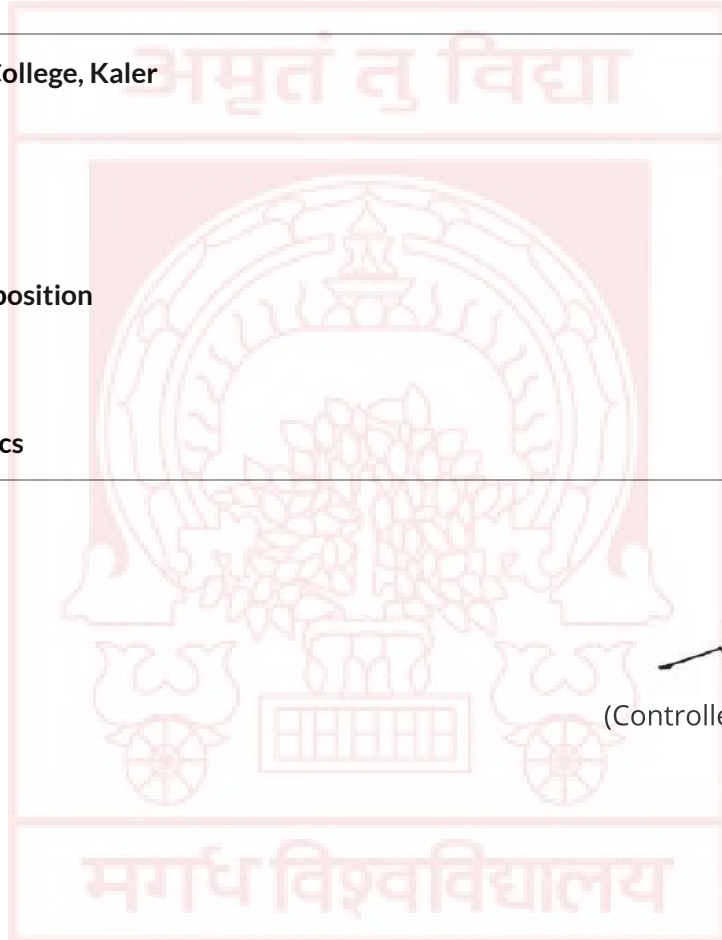 अमृतं तु विद्या
College, Kaler
position
cs
(Controlle
मगध विश्वविद्यालय